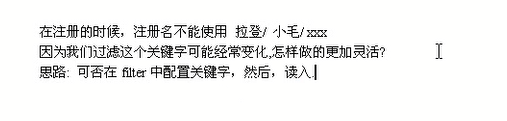 在注册的时候，注册名不能使用  拉登/ 小毛/ xxx
因为我们过滤这个关键字可能经常变化,怎样做的更加灵活?
思路:  可否在 filter 中配置关键字，然后，读入.